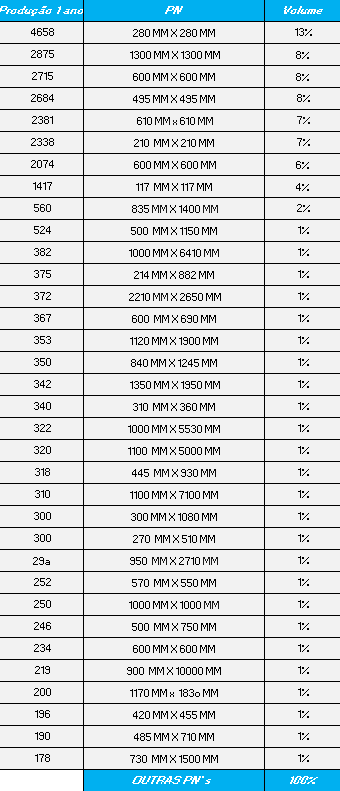 Produção 1 ano PN Volume
4658 280 MM X 280 MM 13%
2875 1300 MM X 1300 MM 8%
2715 600 MM X 600 MM 8%
2684 495 MM X 495 MM 8%
2381 610 MM x 610 MM 7%
2338 210 MM X 210 MM 7%
2074 600 MM X 600 MM 6%
1417 117 MM X 117 MM 4%
560 835 MM X 1400 MM 2%
524 500 MM X 1150 MM 1%
382 1000 MM X 6410 MM 1%
375 214 MM X 882 MM 1%
372 2210 MM X 2650 MM 1%
367 600 MM X 690 MM 1%
353 1120 MM X 1900 MM 1%
350 840 MM X 1245 MM 1%
342 1350 MM X 1950 MM 1%
340 310 MM X 360 MM 1%
322 1000 MM X 5530 MM 1%
320 1100 MM X 5000 MM 1%
318 445 MM X 930 MM 1%
310 1100 MM X 7100 MM 1%
300 300 MM X 1080 MM 1%
300 270 MM X 510 MM 1%
29a 950 MM X 2710 MM 1%
252 570 MM X 550 MM 1%
250 1000 MM X 1000 MM 1%
246 500 MM X 750 MM 1%
234 600 MM X 600 MM 1%
219 900 MM X 10000 MM 1%
200 1170 MM x 183o MM 1%
196 420 MM X 455 MM 1%
190 485 MM X 710 MM 1%
178 730 MM X 1500 MM 1%
OUTRAS PN's 100%